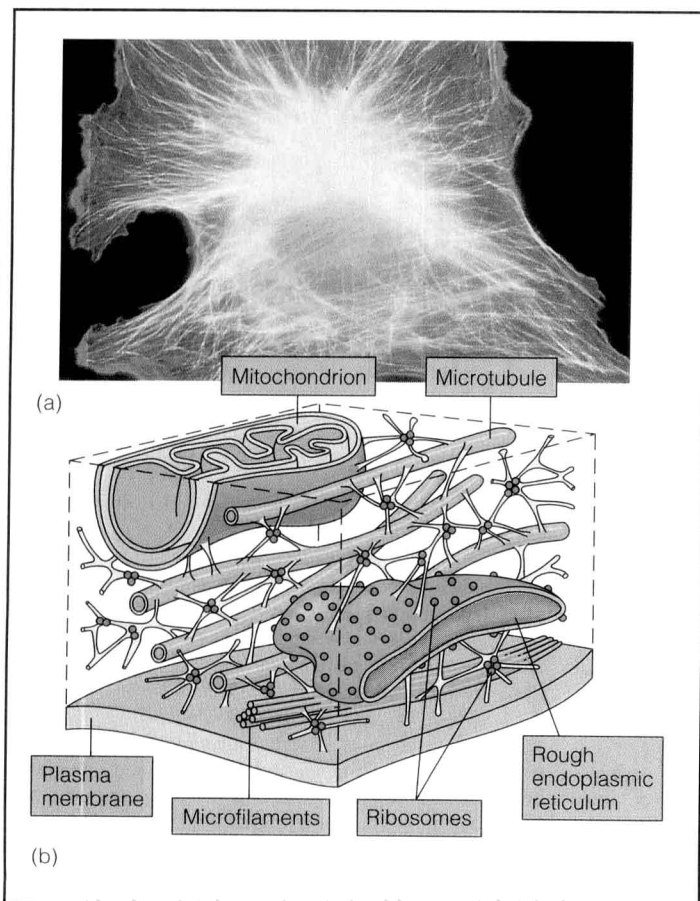 (a)
Mitochondrion
Microtubule
Plasma
membrane
Microfilaments
Ribosomes
Rough
endoplasmic
reticulum
(b)